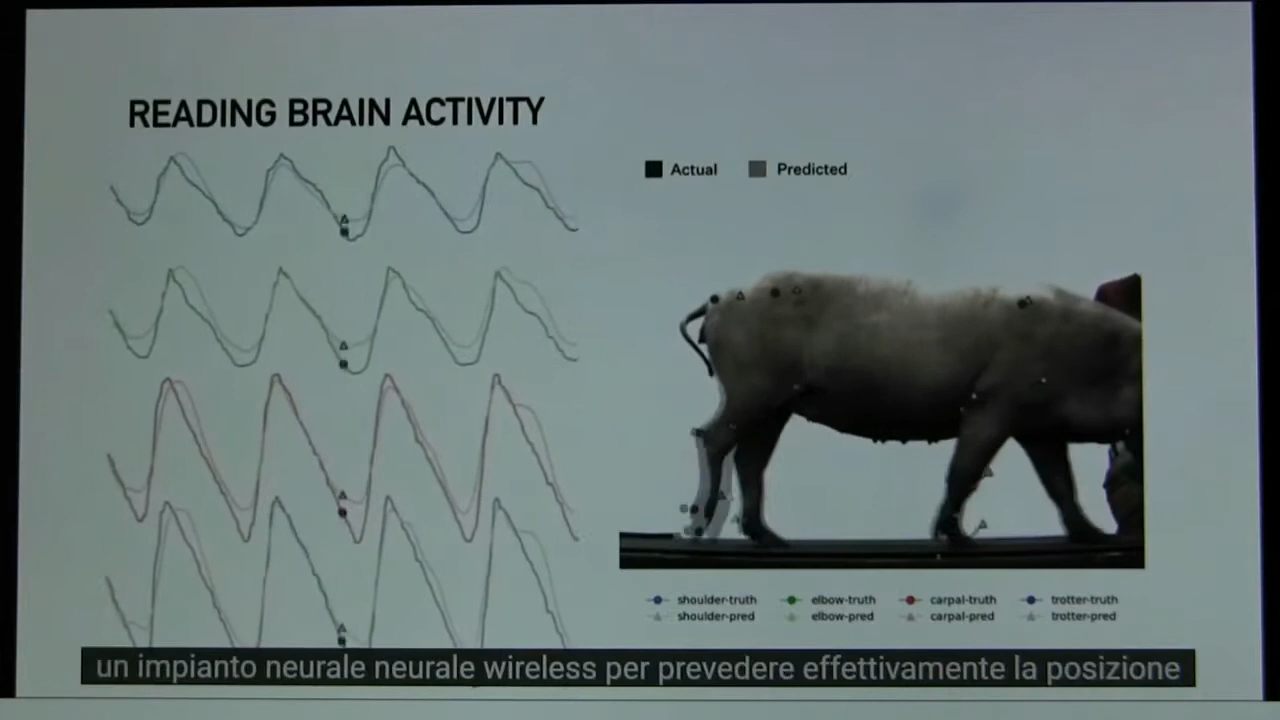 READING BRAIN ACTIVITY
Actual Predicted
shoulder-truth elbow-truth carpal-truth trotter-truth
shoulder-pred elbow-pred carpal-pred trotter-pred
un impianto neurale neurale wireless per prevedere effettivamente la posizione